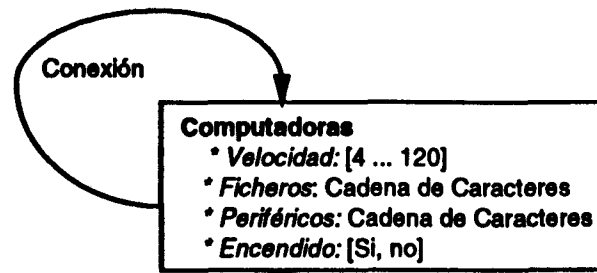 Conexión
Computadoras
* Velocidad: [4 ... 120]
* Ficheros: Cadena de Caracteres
* Periféricos: Cadena de Caracteres
* Encendido: [Si, no]